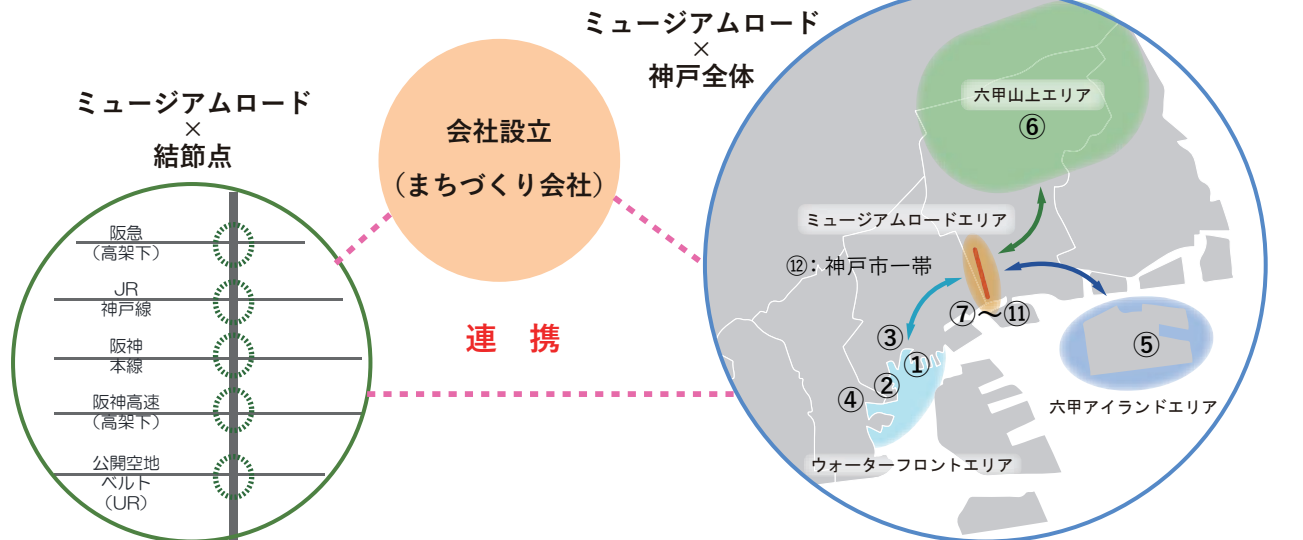 ミュージアムロード
×
結節点
阪急
（高架下）
JR
神戸線
阪神
本線
阪神高速
（高架下）
公開空地
ベルト
（UR）
会社設立
（まちづくり会社）
連　携
ミュージアムロード
×
神戸全体
六甲山上エリア
⑥
ミュージアムロードエリア
⑫：神戸市一帯
⑦～⑪
③
①
②
④
⑤
六甲アイランドエリア
ウォーターフロントエリア